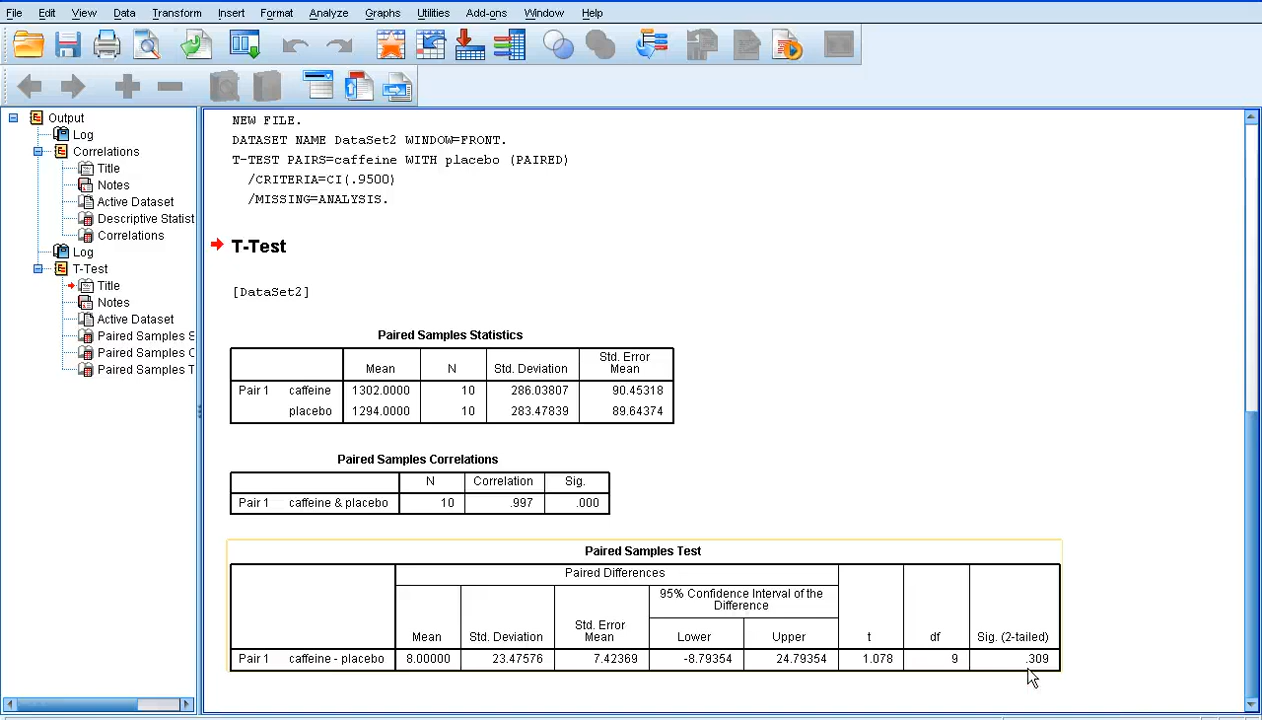 File Edit View Data Transform Insert Format Analyze Graphs Utilities Add-ons Window Help
Output
Log
Correlations
Title
Notes
Active Dataset
Descriptive Statist
Correlations
Log
T-Test
Title
Notes
Active Dataset
Paired Samples S
Paired Samples C
Paired Samples T
NEW FILE.
DATASET NAME DataSet2 WINDOW=FRONT.
T-TEST PAIRS=caffeine WITH placebo (PAIRED)
/CRITERIA=CI(.9500)
/MISSING=ANALYSIS.
T-Test
[DataSet2]
Paired Samples Statistics
Mean N Std. Deviation Std. Error Mean
Pair 1 caffeine 1302.0000 10 286.03807 90.45318
placebo 1294.0000 10 283.47839 89.64374
Paired Samples Correlations
N Correlation Sig.
Pair 1 caffeine & placebo 10 .997 .000
Paired Samples Test
Paired Differences
95% Confidence Interval of the Difference
Mean Std. Deviation Std. Error Mean Lower Upper t df Sig. (2-tailed)
Pair 1 caffeine - placebo 8.00000 23.47576 7.42369 -8.79354 24.79354 1.078 9 .309